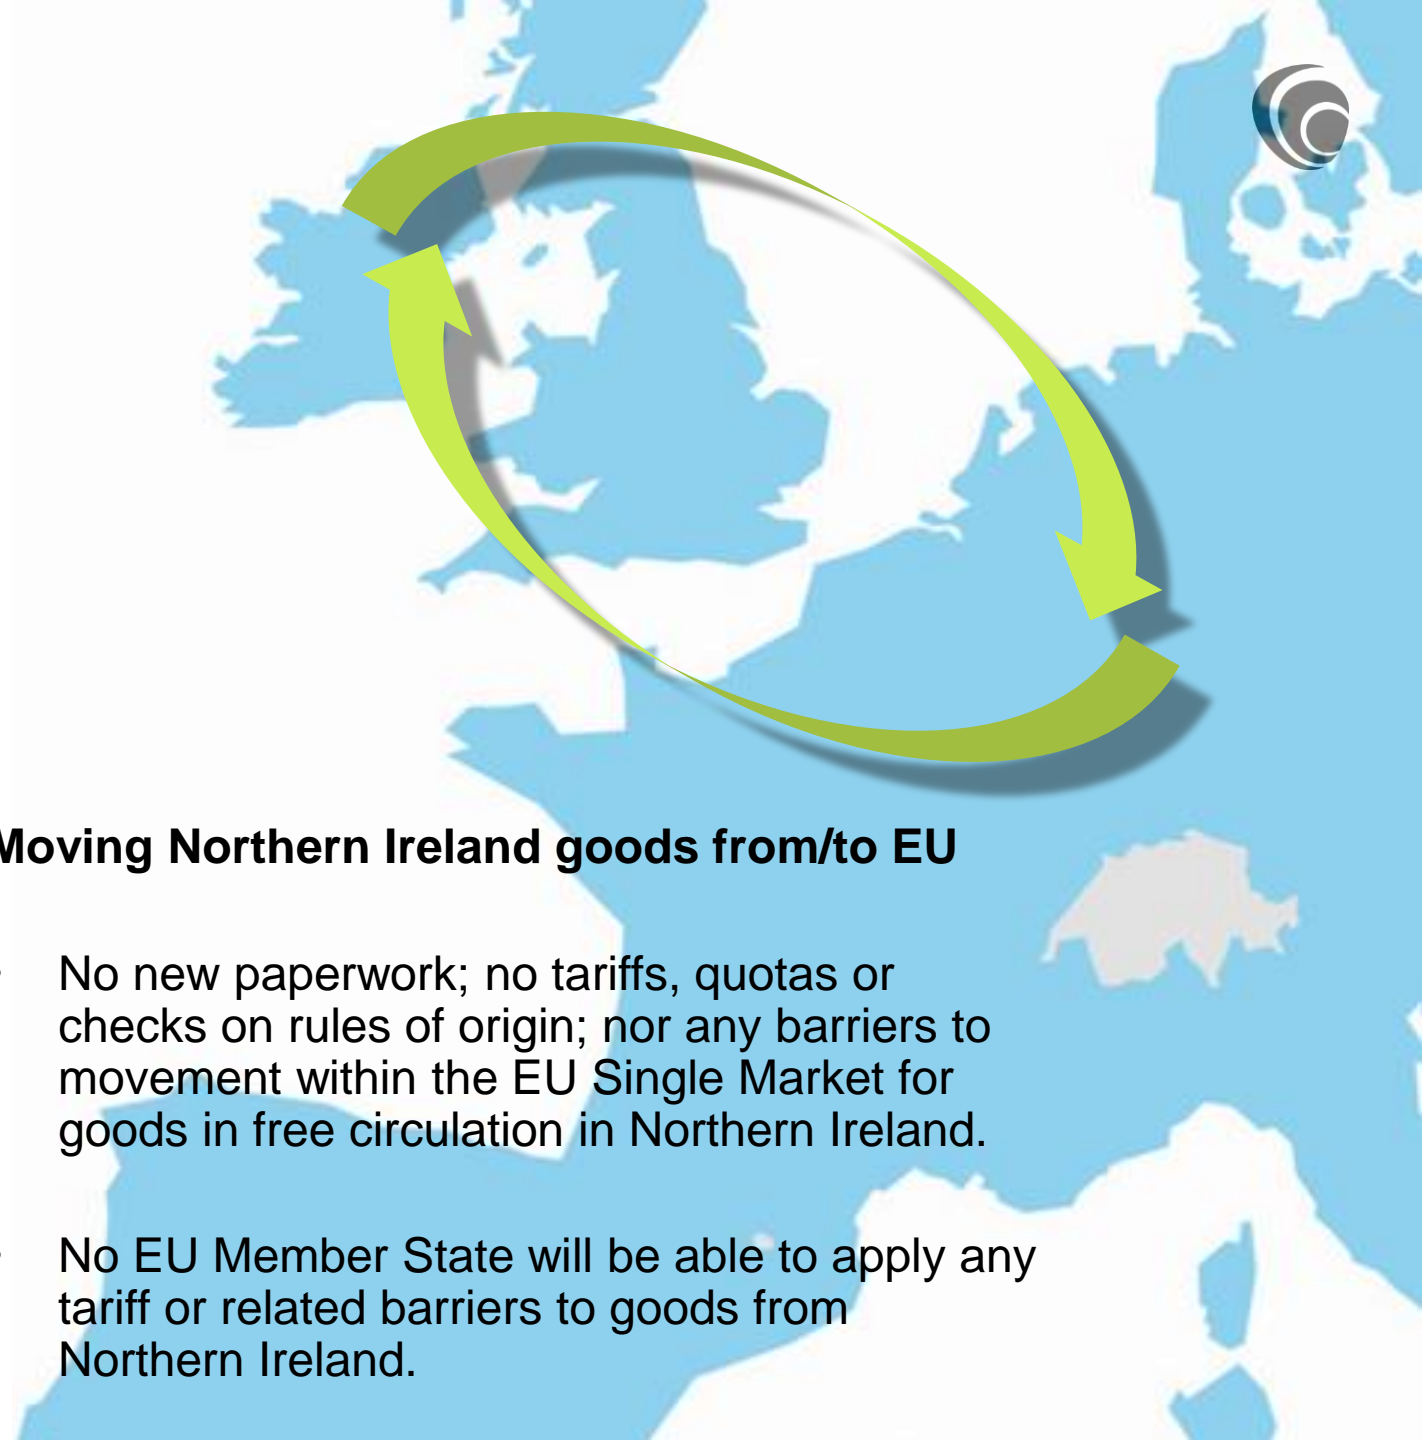 Moving Northern Ireland goods from/to EU
• No new paperwork; no tariffs, quotas or
checks on rules of origin; nor any barriers to
movement within the EU Single Market for
goods in free circulation in Northern Ireland.
• No EU Member State will be able to apply any
tariff or related barriers to goods from
Northern Ireland.